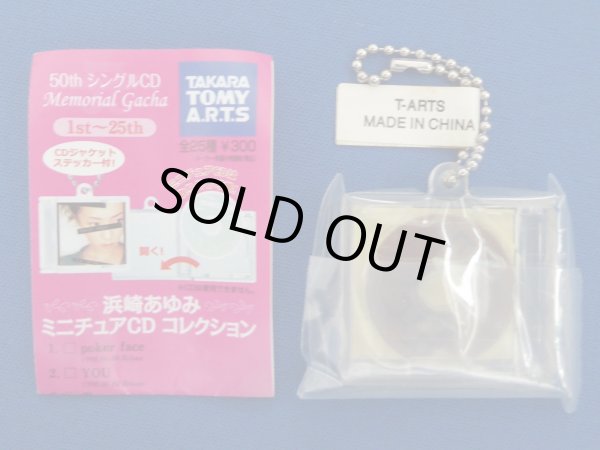 50th シングルCD
Memorial Gacha
1st～25th
TAKARA
TOMY
A.R.T.S
全25種 ¥300
CDジャケット
ステッカー付!
開く!
浜崎あゆみ
ミニチュアCD コレクション
1. poker face
2. YOU
T-ARTS
MADE IN CHINA
SOLD OUT